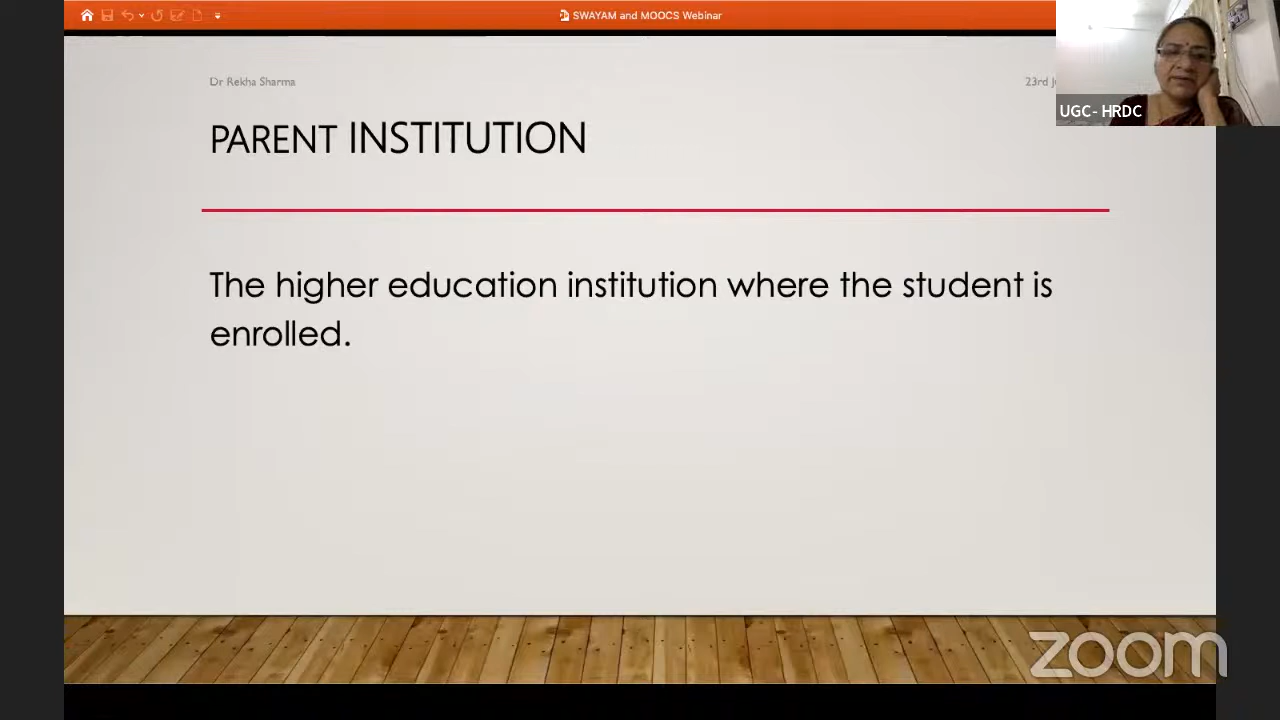 SWAYAM and MOOCS Webinar
Dr Rekha Sharma
23rd
UGC- HRDC
PARENT INSTITUTION
The higher education institution where the student is
enrolled.
zoom